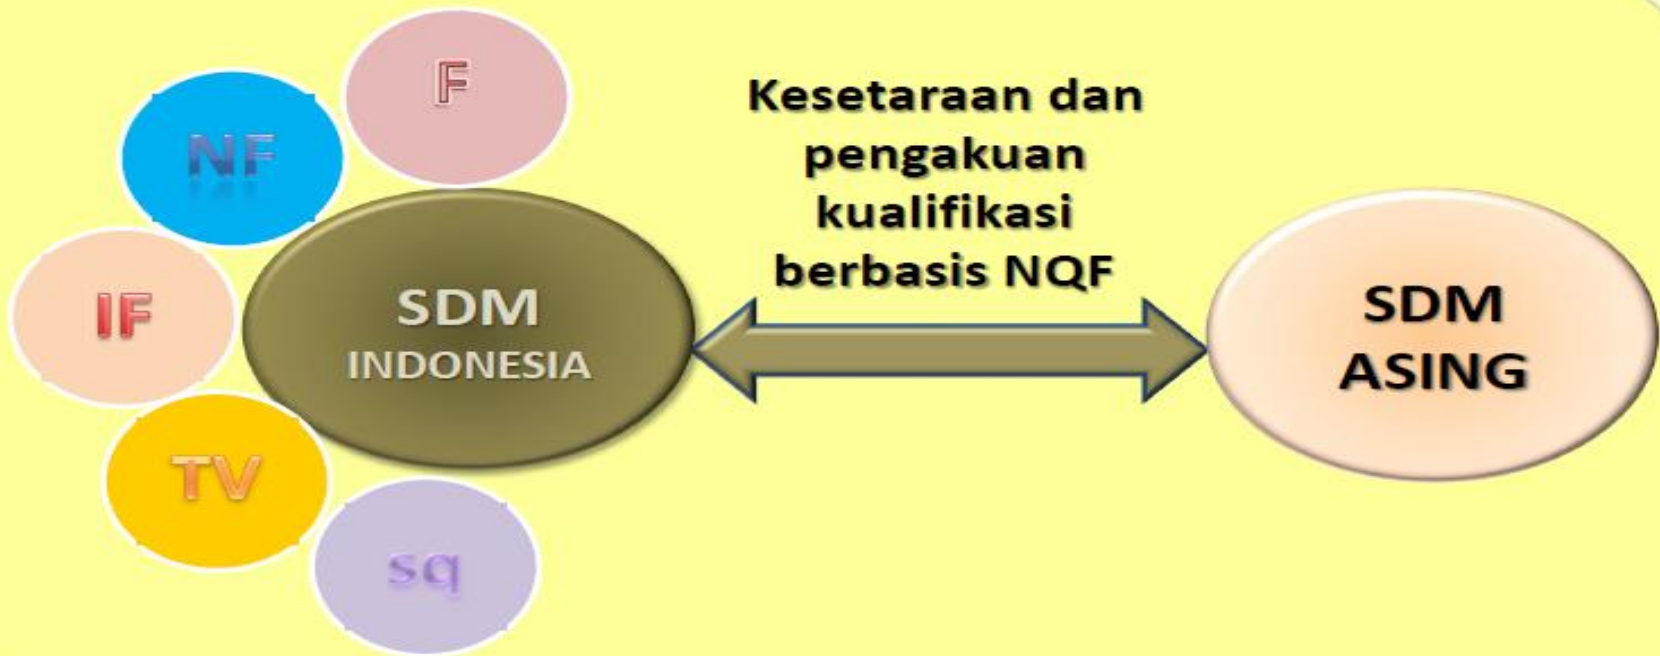 F
NF
IF
TV
sq
SDM
INDONESIA
Kesetaraan dan
pengakuan
kualifikasi
berbasis NQF
SDM
ASING